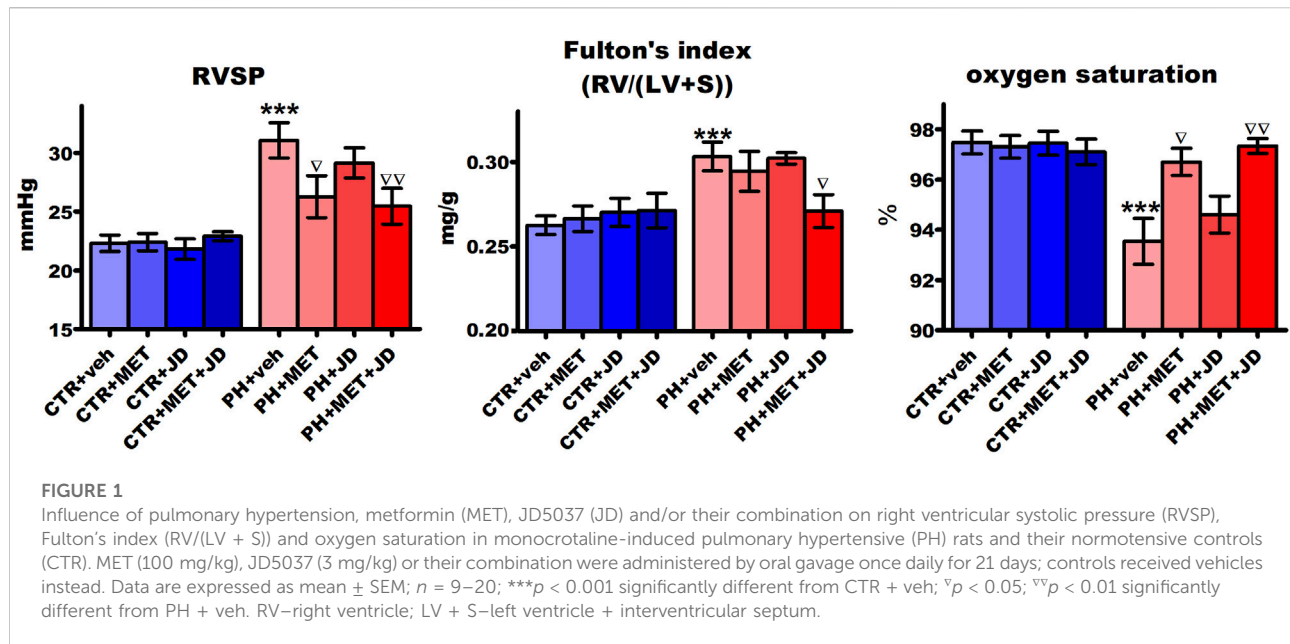 RVSP
mmHg
30
25
20
15
CTR+veh
CTR+MET
CTR+JD
CTR+MET+JD
PH+veh
PH+MET
PH+JD
PH+MET+JD
***
∇
∇∇
Fulton's index
(RV/(LV+S))
mg/g
0.30
0.25
0.20
CTR+veh
CTR+MET
CTR+JD
CTR+MET+JD
PH+veh
PH+MET
PH+JD
PH+MET+JD
***
∇
oxygen saturation
%
98
96
94
92
90
CTR+veh
CTR+MET
CTR+JD
CTR+MET+JD
PH+veh
PH+MET
PH+JD
PH+MET+JD
***
∇
∇∇
FIGURE 1
Influence of pulmonary hypertension, metformin (MET), JD5037 (JD) and/or their combination on right ventricular systolic pressure (RVSP),
Fulton's index (RV/(LV + S)) and oxygen saturation in monocrotaline-induced pulmonary hypertensive (PH) rats and their normotensive controls
(CTR). MET (100 mg/kg), JD5037 (3 mg/kg) or their combination were administered by oral gavage once daily for 21 days; controls received vehicles
instead. Data are expressed as mean ± SEM; n = 9–20; ***p < 0.001 significantly different from CTR + veh; ∇p < 0.05; ∇∇p < 0.01 significantly
different from PH + veh. RV–right ventricle; LV + S–left ventricle + interventricular septum.